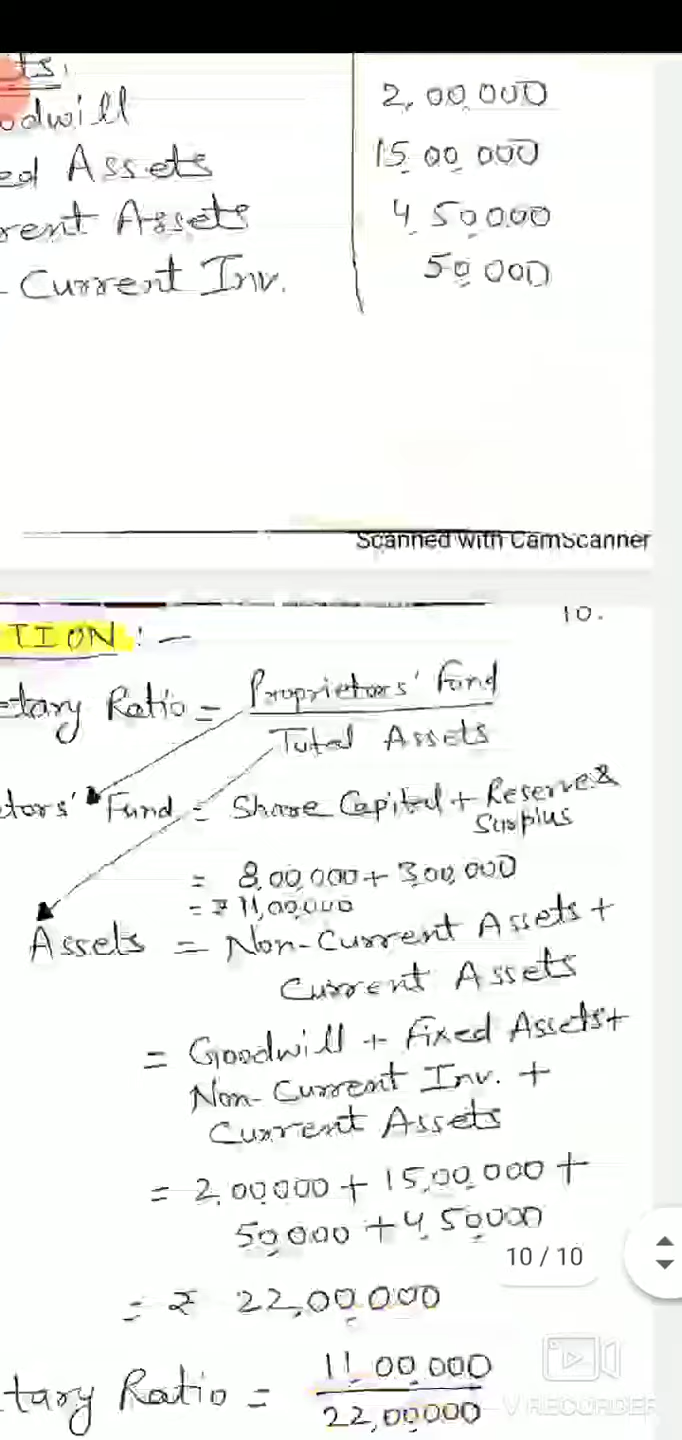 ts.
odwill 2,00,000
ed Assets 15,00,000
rent Assets 4,50,000
- Current Inv. 50,000
Scanned with CamScanner
10.
TION :-
etary Ratio = Proprietors' Fund
Total Assets
etors' Fund = Share Capital + Reserve &
Surplus
= 8,00,000 + 3,00,000
= ₹ 11,00,000
Assets = Non-Current Assets +
Current Assets
= Goodwill + Fixed Assets +
Non-Current Inv. +
Current Assets
= 2,00,000 + 15,00,000 +
50,000 + 4,50,000
10 / 10
= ₹ 22,00,000
tary Ratio = 11,00,000
22,00,000
V RECORDER